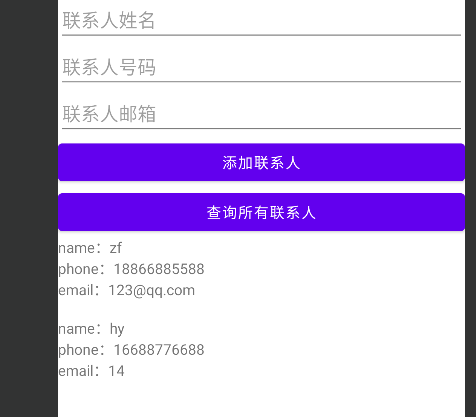 联系人姓名
联系人号码
联系人邮箱
添加联系人
查询所有联系人
name：zf
phone：18866885588
email：123@qq.com
name：hy
phone：16688776688
email：14